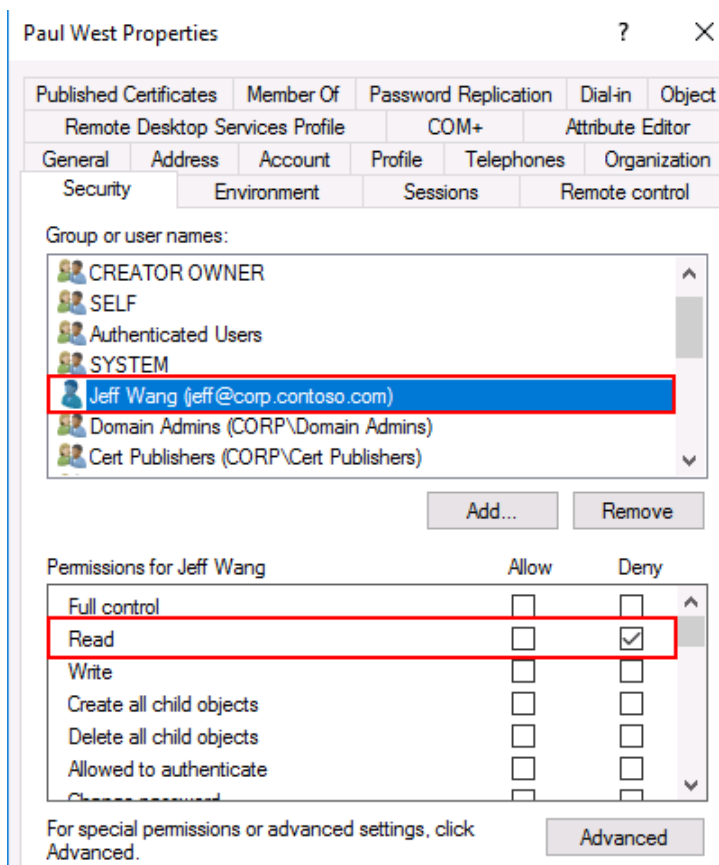 Paul West Properties ? ×
Published Certificates Member Of Password Replication Dial-in Object
Remote Desktop Services Profile COM+ Attribute Editor
General Address Account Profile Telephones Organization
Security Environment Sessions Remote control
Group or user names:
CREATOR OWNER
SELF
Authenticated Users
SYSTEM
Jeff Wang (jeff@corp.contoso.com)
Domain Admins (CORP\Domain Admins)
Cert Publishers (CORP\Cert Publishers)
Add... Remove
Permissions for Jeff Wang Allow Deny
Full control
Read
Write
Create all child objects
Delete all child objects
Allowed to authenticate
Change password
For special permissions or advanced settings, click
Advanced. Advanced